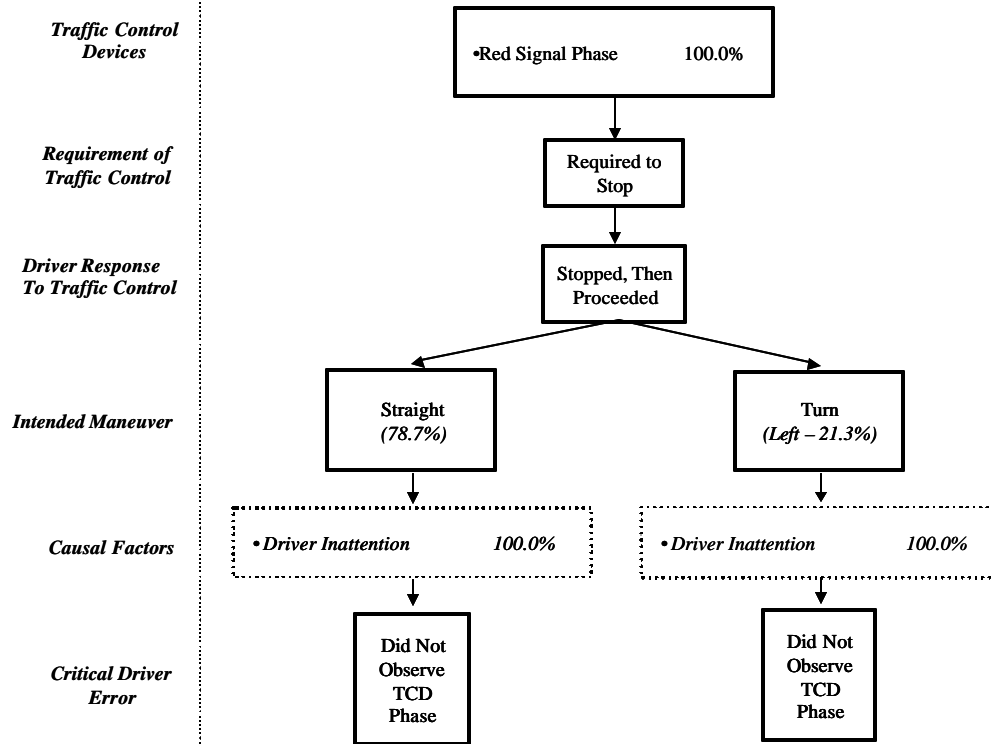 Traffic Control
Devices
•Red Signal Phase 100.0%
Requirement of
Traffic Control
Required to
Stop
Driver Response
To Traffic Control
Stopped, Then
Proceeded
Intended Maneuver
Straight
(78.7%)
Turn
(Left – 21.3%)
Causal Factors
•Driver Inattention 100.0%
•Driver Inattention 100.0%
Critical Driver
Error
Did Not
Observe
TCD
Phase
Did Not
Observe
TCD
Phase